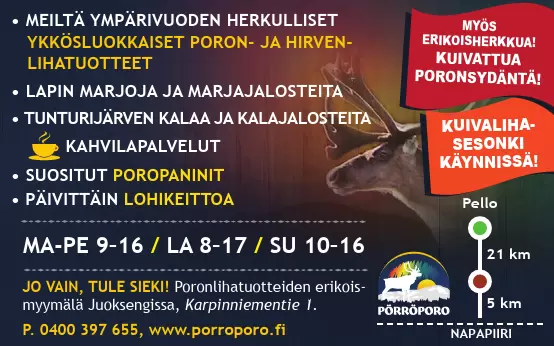 • MEILTÄ YMPÄRIVUODEN HERKULLISET
YKKÖSLUOKKAISET PORON- JA HIRVEN-
LIHATUOTTEET
• LAPIN MARJOJA JA MARJAJALOSTEITA
• TUNTURIJÄRVEN KALAA JA KALAJALOSTEITA
KAHVILAPALVELUT
• SUOSITUT POROPANINIT
• PÄIVITTÄIN LOHIKEITTOA
MYÖS
ERIKOISHERKKUA!
KUIVATTUA
PORONSYDÄNTÄ!
KUIVALIHA-
SESONKI
KÄYNNISSÄ!
MA-PE 9-16 / LA 8-17 / SU 10-16
JO VAIN, TULE SIEKI! Poronlihatuotteiden erikois-
myymälä Juoksengissa, Karpinniementie 1.
P. 0400 397 655, www.porroporo.fi
PÖRRÖPORO
Pello
21 km
5 km
NAPAPIIRI